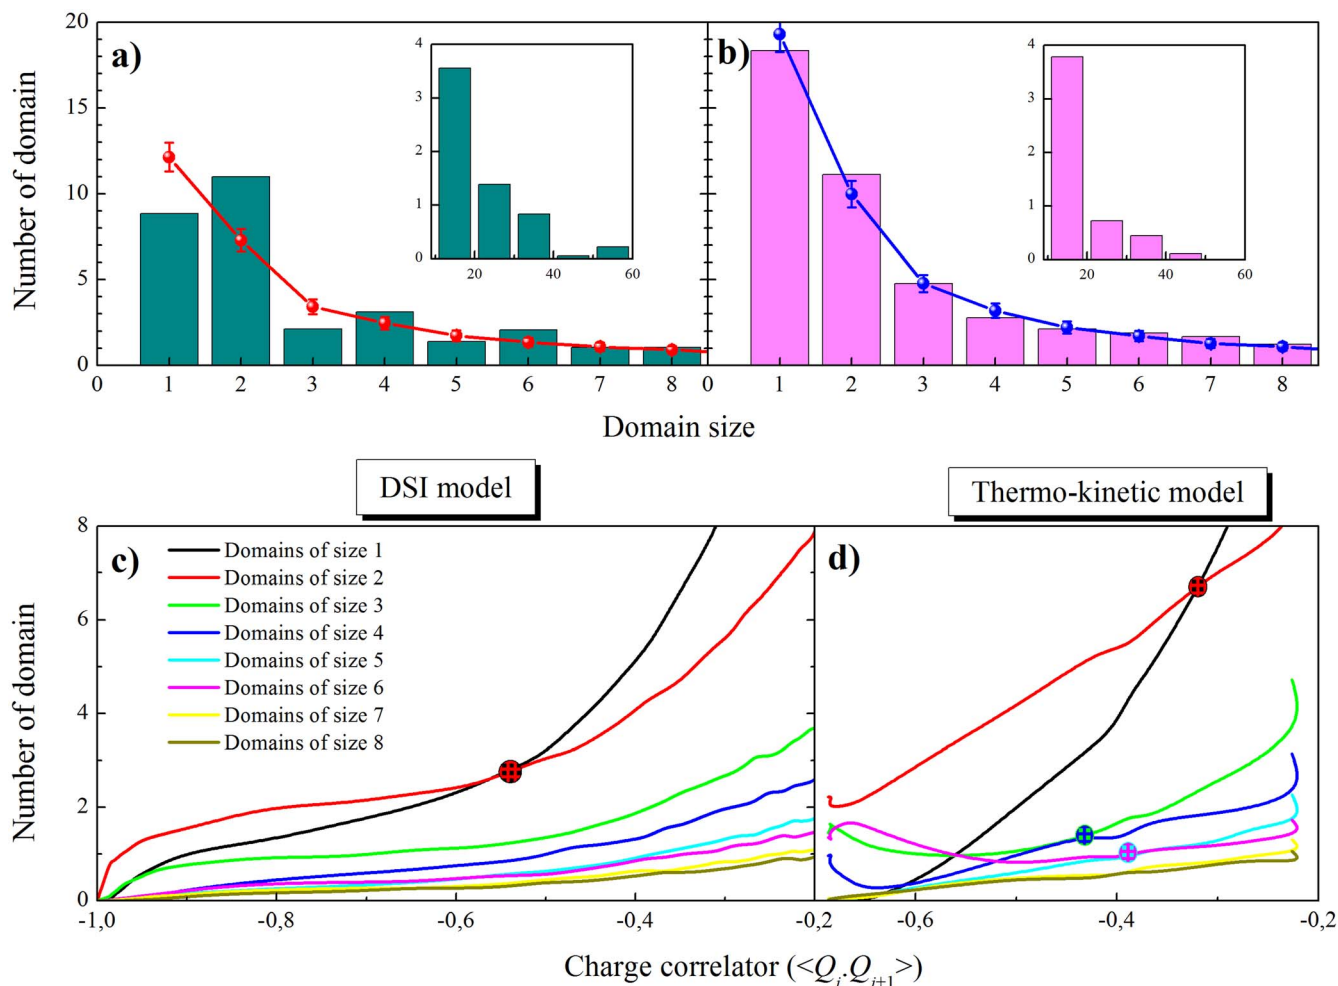 a)
b)
Number of domain
20
15
10
5
0
4
3
2
1
0
20 40 60
4
3
2
1
0
20 40 60
0 1 2 3 4 5 6 7 8
0 1 2 3 4 5 6 7 8
Domain size
DSI model
Thermo-kinetic model
c)
d)
Number of domain
8
6
4
2
0
Domains of size 1
Domains of size 2
Domains of size 3
Domains of size 4
Domains of size 5
Domains of size 6
Domains of size 7
Domains of size 8
-1,0 -0,8 -0,6 -0,4 -0,2
-0,6 -0,4 -0,2
Charge correlator (<Qi.Qi+1>)